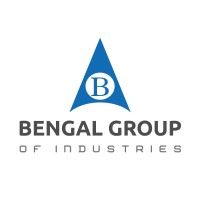 B
BENGAL GROUP
OF INDUSTRIES